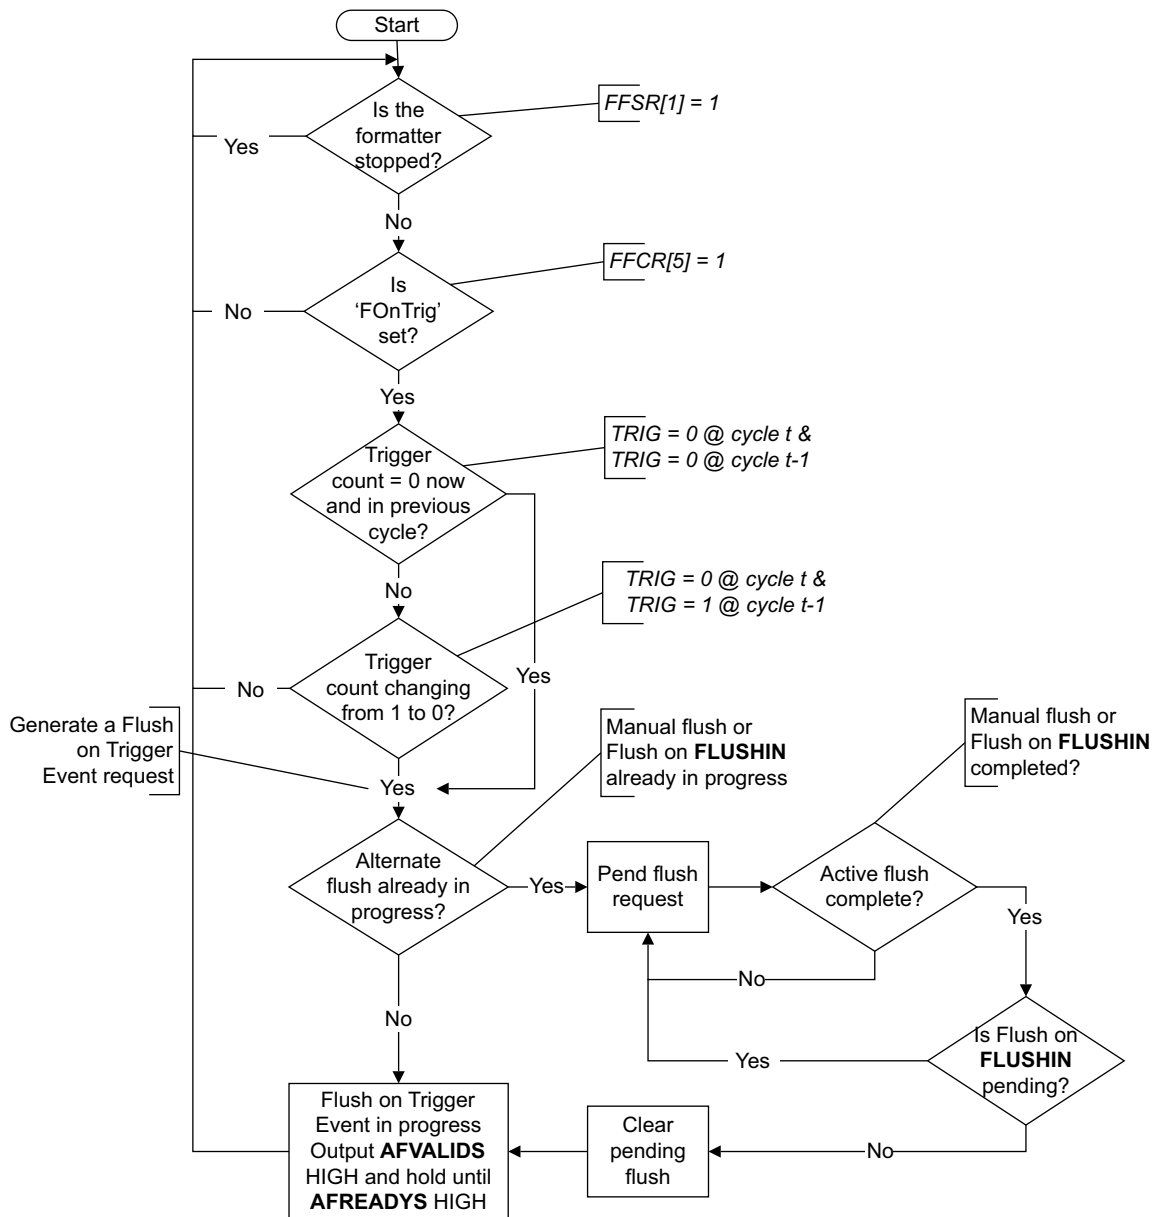 Start
Is the
formatter
stopped?
FFSR[1] = 1
Yes
No
Is
‘FOnTrig’
set?
FFCR[5] = 1
No
Yes
Trigger
count = 0 now
and in previous
cycle?
TRIG = 0 @ cycle t &
TRIG = 0 @ cycle t-1
No
TRIG = 0 @ cycle t &
TRIG = 1 @ cycle t-1
Trigger
count changing
from 1 to 0?
No
Yes
Generate a Flush
on Trigger
Event request
Yes
Manual flush or
Flush on FLUSHIN
already in progress
Manual flush or
Flush on FLUSHIN
completed?
Alternate
flush already in
progress?
Yes
Pend flush
request
Active flush
complete?
Yes
No
No
Is Flush on
FLUSHIN
pending?
Yes
No
Clear
pending
flush
Flush on Trigger
Event in progress
Output AFVALIDS
HIGH and hold until
AFREADYS HIGH